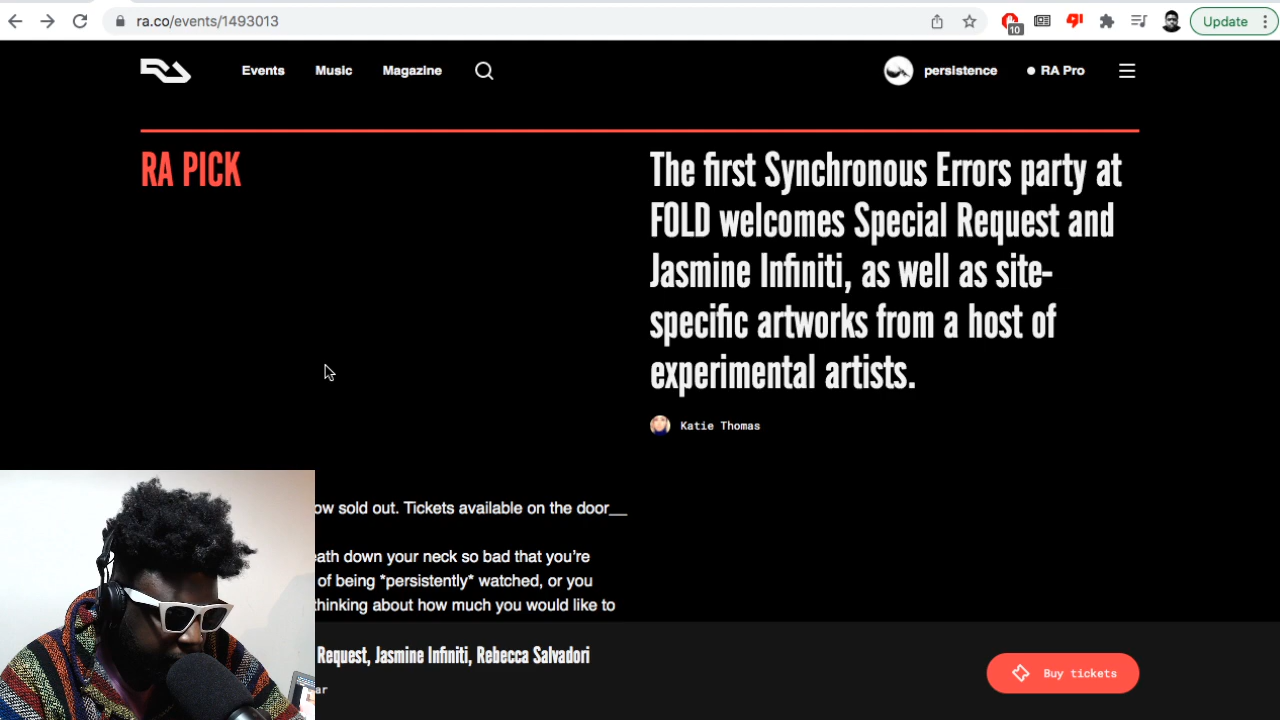 ra.co/events/1493013
Update
10
Events Music Magazine
persistence RA Pro
RA PICK
The first Synchronous Errors party at
FOLD welcomes Special Request and
Jasmine Infiniti, as well as site-
specific artworks from a host of
experimental artists.
Katie Thomas
ow sold out. Tickets available on the door__
eath down your neck so bad that you’re
of being *persistently* watched, or you
thinking about how much you would like to
Request, Jasmine Infiniti, Rebecca Salvadori
ar
Buy tickets